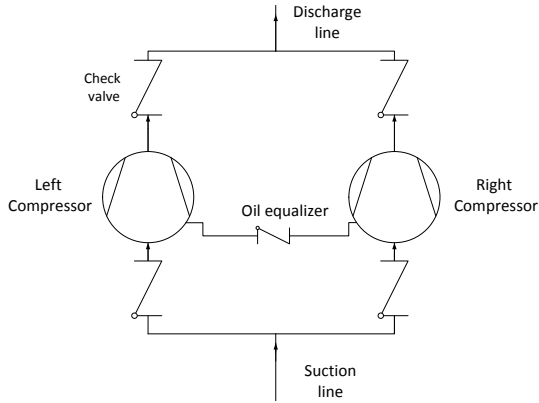 Discharge
line
Check
valve
Left
Compressor
Oil equalizer
Right
Compressor
Suction
line